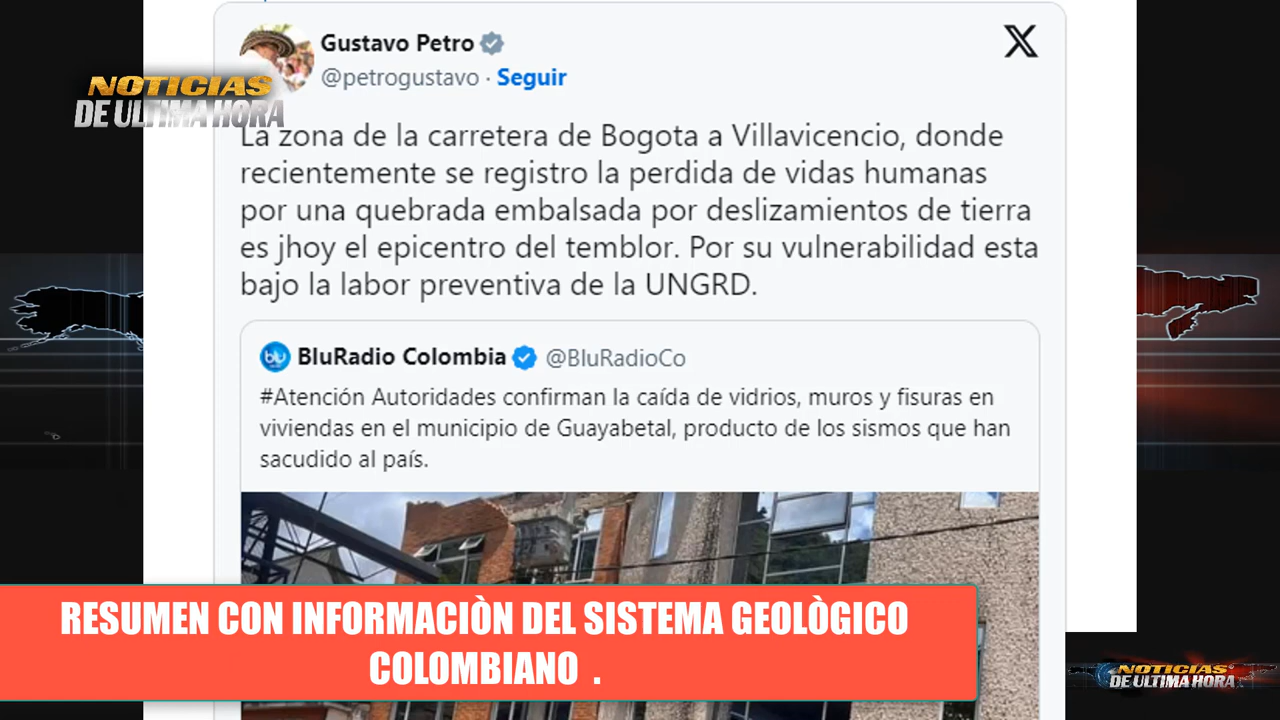 Gustavo Petro
X
@petrogustavo · Seguir
NOTICIAS
DE ULTIMA HORA
La zona de la carretera de Bogota a Villavicencio, donde
recientemente se registro la perdida de vidas humanas
por una quebrada embalsada por deslizamientos de tierra
es jhoy el epicentro del temblor. Por su vulnerabilidad esta
bajo la labor preventiva de la UNGRD.
blu
BluRadio Colombia @BluRadioCo
#Atención Autoridades confirman la caída de vidrios, muros y fisuras en
viviendas en el municipio de Guayabetal, producto de los sismos que han
sacudido al país.
RESUMEN CON INFORMACIÒN DEL SISTEMA GEOLÒGICO
COLOMBIANO .
NOTICIAS
DE ULTIMA HORA